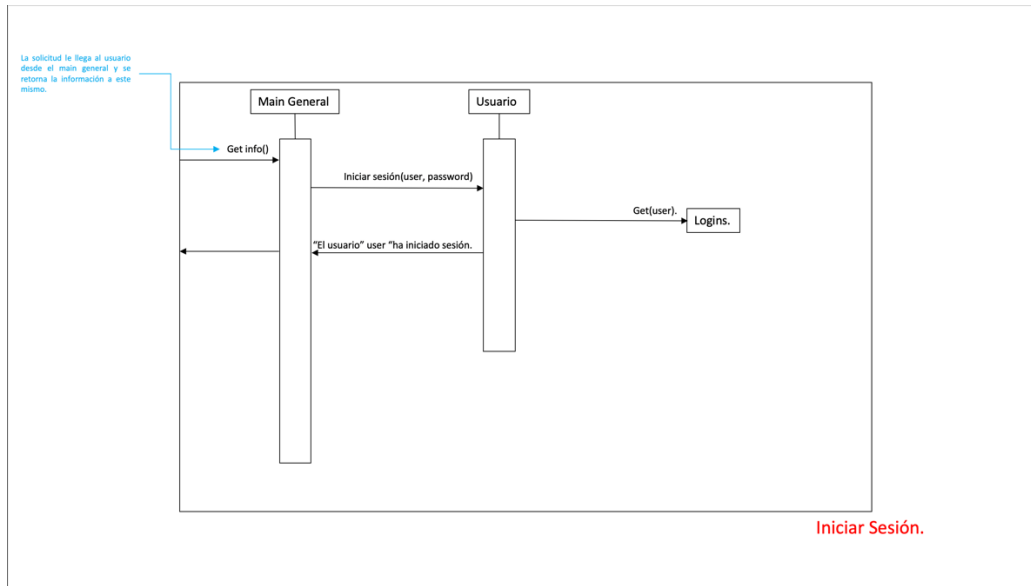 La solicitud le llega al usuario
desde el main general y se
retorna la información a este
mismo.
Main General
Usuario
Get info()
Iniciar sesión(user, password)
Get(user).
Logins.
“El usuario” user “ha iniciado sesión.
Iniciar Sesión.